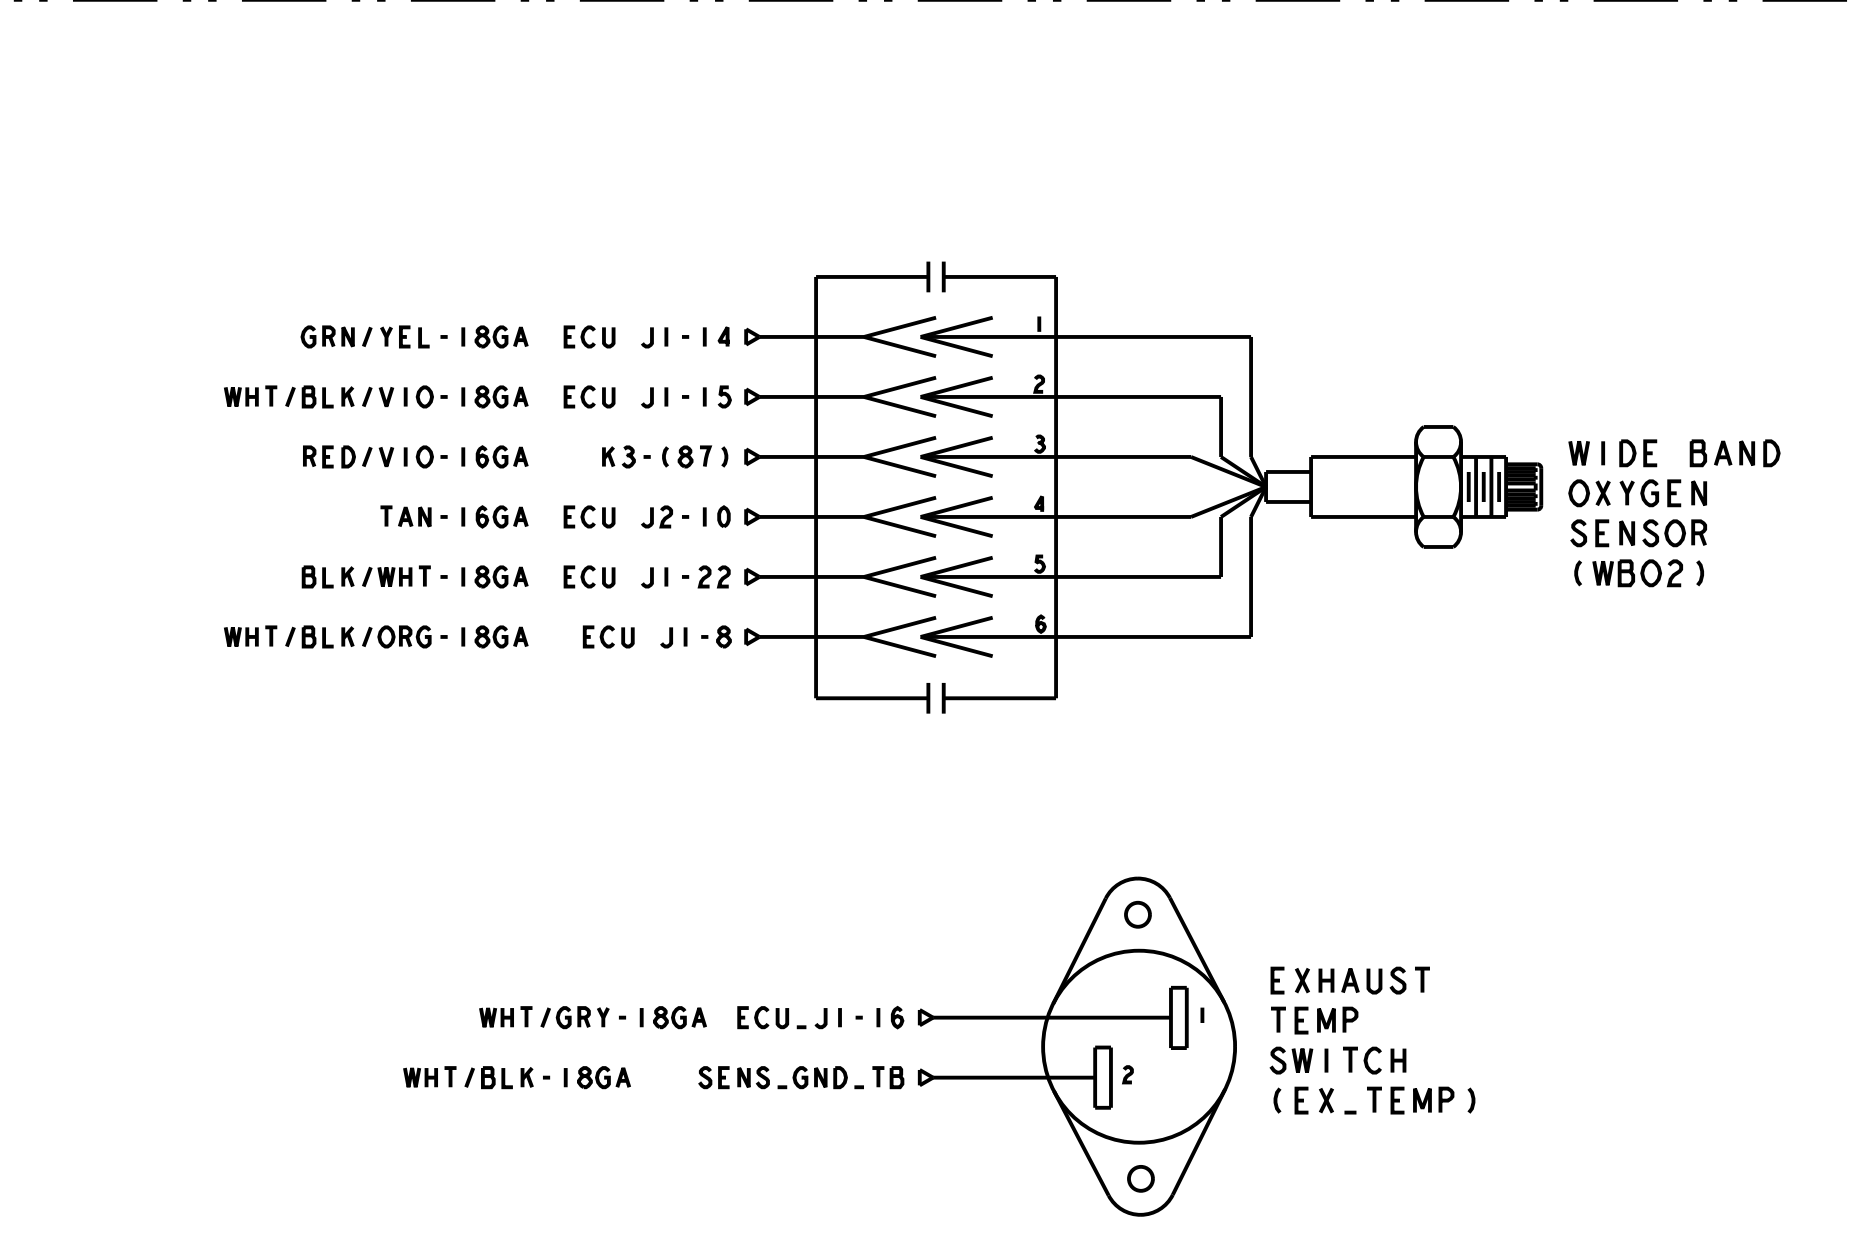 GRN/YEL-18GA ECU J1-14 1
WHT/BLK/VIO-18GA ECU J1-15 2
RED/VIO-16GA K3-(87) 3
TAN-16GA ECU J2-10 4
BLK/WHT-18GA ECU J1-22 5
WHT/BLK/ORG-18GA ECU J1-8 6
WIDE BAND
OXYGEN
SENSOR
(WBO2)
WHT/GRY-18GA ECU_J1-16 1
WHT/BLK-18GA SENS_GND_TB 2
EXHAUST
TEMP
SWITCH
(EX_TEMP)